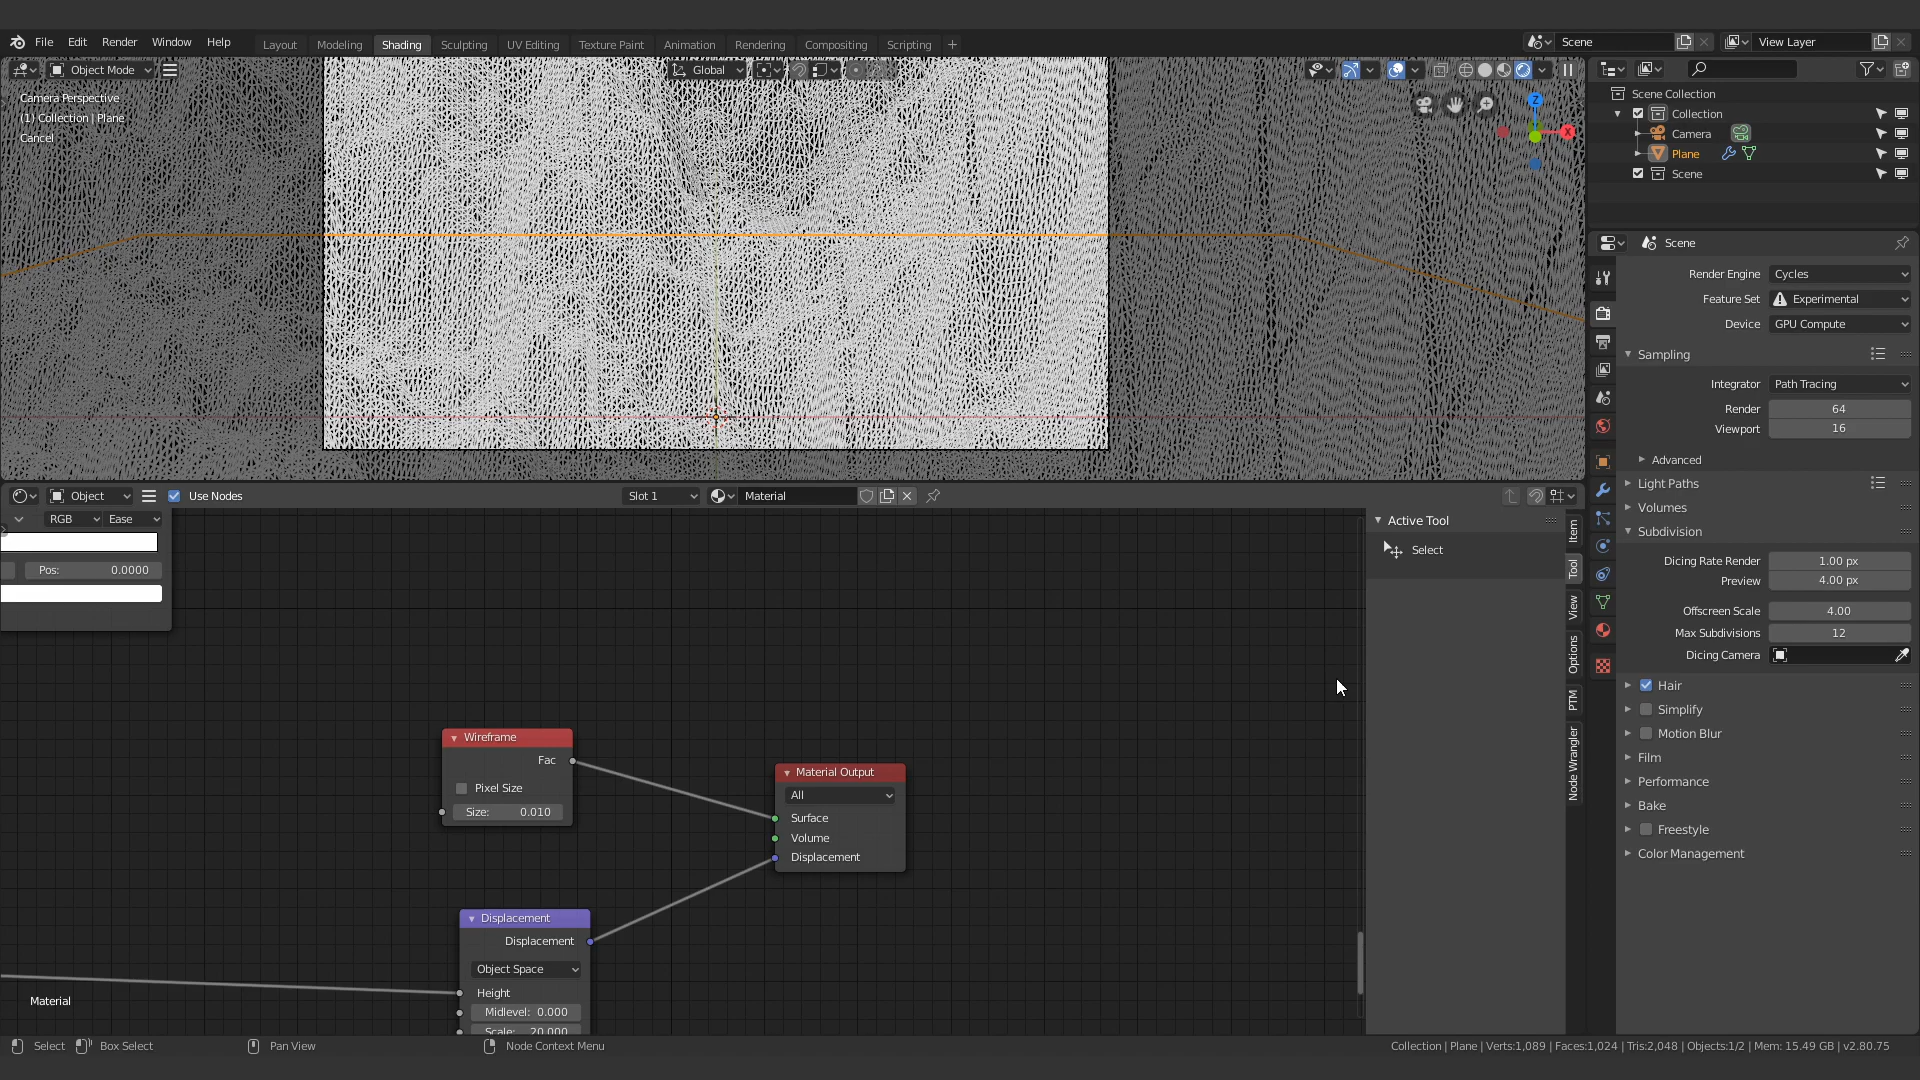 File Edit Render Window Help
Layout Modeling Shading Sculpting UV Editing Texture Paint Animation Rendering Compositing Scripting +
Scene
View Layer
Object Mode
Global
Camera Perspective
(1) Collection | Plane
Cancel
Z
X
Scene Collection
Collection
Camera
Plane
Scene
Scene
Render Engine Cycles
Feature Set Experimental
Device GPU Compute
Sampling
Integrator Path Tracing
Render 64
Viewport 16
Advanced
Light Paths
Volumes
Subdivision
Dicing Rate Render 1.00 px
Preview 4.00 px
Offscreen Scale 4.00
Max Subdivisions 12
Dicing Camera
Hair
Simplify
Motion Blur
Film
Performance
Bake
Freestyle
Color Management
Object
Use Nodes
Slot 1
Material
RGB Ease
Pos: 0.0000
Active Tool
Select
Item
Tool
View
Options
PTM
Node Wrangler
Wireframe
Fac
Pixel Size
Size: 0.010
Material Output
All
Surface
Volume
Displacement
Displacement
Displacement
Object Space
Height
Midlevel: 0.000
Scale: 20.000
Material
Select Box Select Pan View Node Context Menu
Collection | Plane | Verts:1,089 | Faces:1,024 | Tris:2,048 | Objects:1/2 | Mem: 15.49 GB | v2.80.75